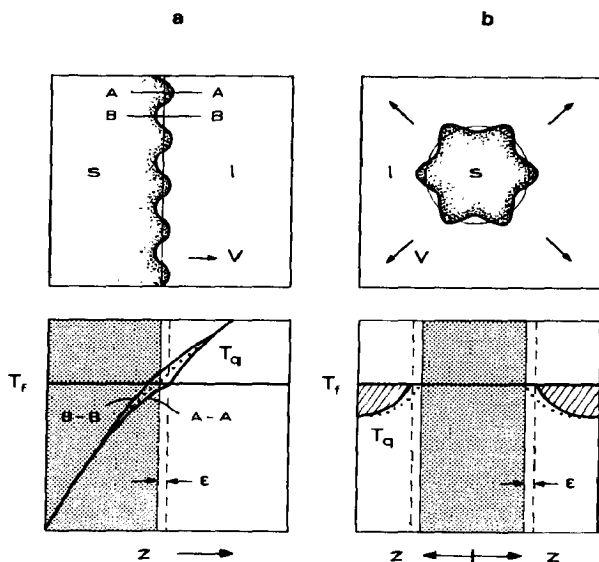 a
b
A A
B B
S l
V
l S
V
T_f
T_q
B-B A-A
ε
z
T_f
T_q
ε
z z